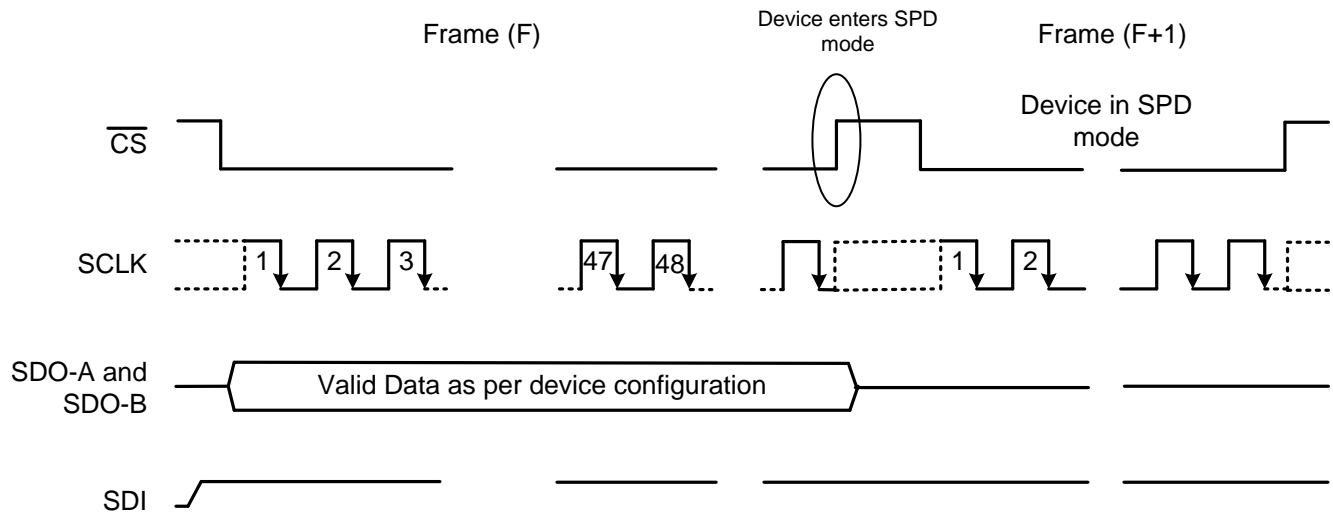 Frame (F)
Device enters SPD
mode
Frame (F+1)
Device in SPD
mode
CS
SCLK
1
2
3
47
48
1
2
SDO-A and
SDO-B
Valid Data as per device configuration
SDI